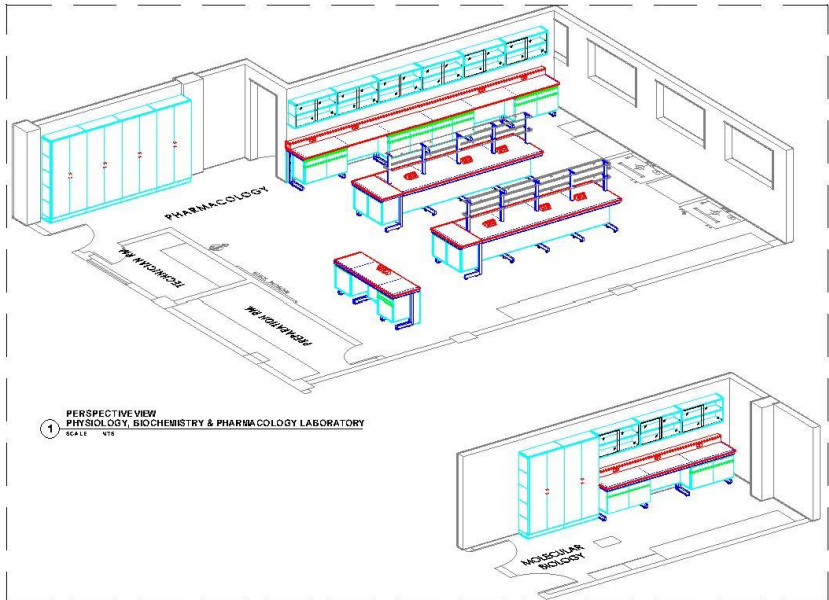 PHARMACOLOGY
TECHNICIAN RM.
PREPARATION RM.
1
PERSPECTIVE VIEW
PHYSIOLOGY, BIOCHEMISTRY & PHARMACOLOGY LABORATORY
SCALE NTS
MOLECULAR
BIOLOGY